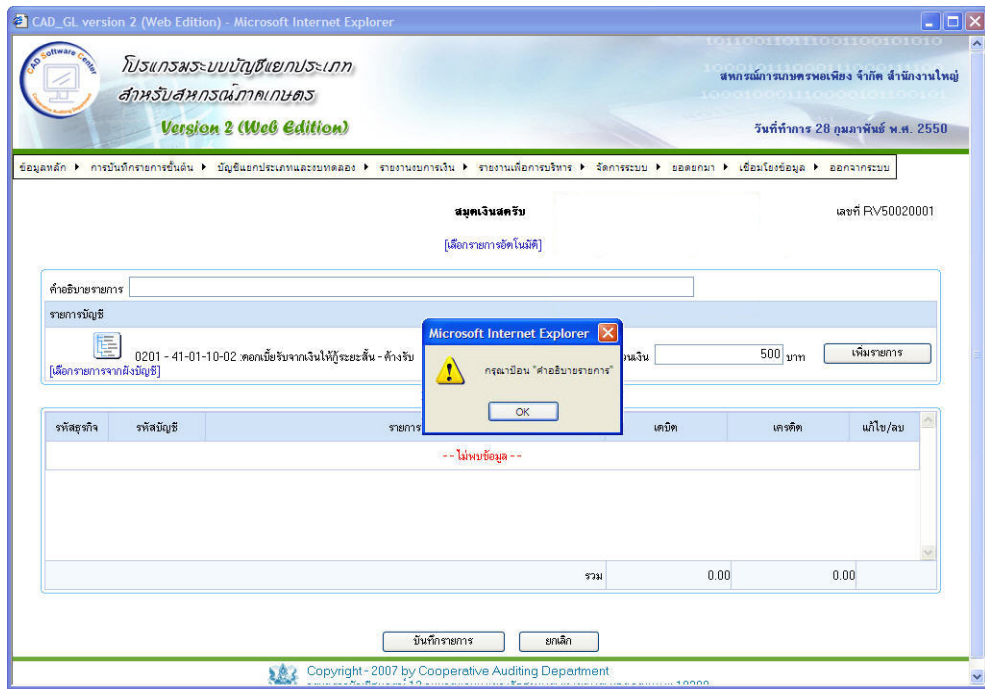 CAD_GL version 2 (Web Edition) - Microsoft Internet Explorer
CAD Software Center
Cooperative Auditing Department
โปรแกรมระบบบัญชีแยกประเภท
สำหรับสหกรณ์ภาคเกษตร
Version 2 (Web Edition)
สหกรณ์การเกษตรพอเพียง จำกัด สำนักงานใหญ่
วันที่ทำการ 28 กุมภาพันธ์ พ.ศ. 2550
ข้อมูลหลัก การบันทึกรายการขั้นต้น บัญชีแยกประเภทและงบทดลอง รายงานงบการเงิน รายงานเพื่อการบริหาร จัดการระบบ ยอดยกมา เชื่อมโยงข้อมูล ออกจากระบบ
สมุดเงินสดรับ เลขที่ RV50020001
[เลือกรายการอัตโนมัติ]
คำอธิบายรายการ
รายการบัญชี
0201 - 41-01-10-02 :ดอกเบี้ยรับจากเงินให้กู้ระยะสั้น - ค้างรับ 500 บาท เพิ่มรายการ
[เลือกรายการจากผังบัญชี]
Microsoft Internet Explorer
กรุณาป้อน "คำอธิบายรายการ"
OK
รหัสธุรกิจ รหัสบัญชี รายการ เดบิต เครดิต แก้ไข/ลบ
-- ไม่พบข้อมูล --
รวม 0.00 0.00
บันทึกรายการ ยกเลิก
Copyright - 2007 by Cooperative Auditing Department